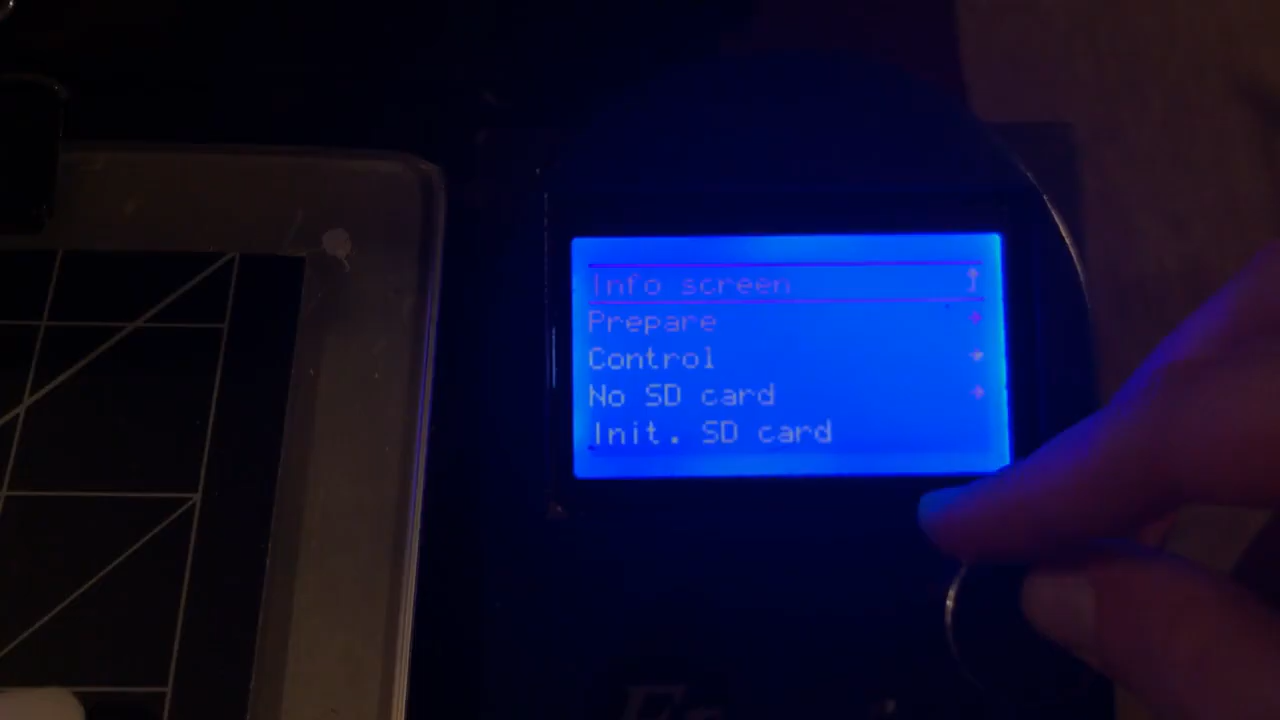 Info screen
Prepare
Control
No SD card
Init. SD card